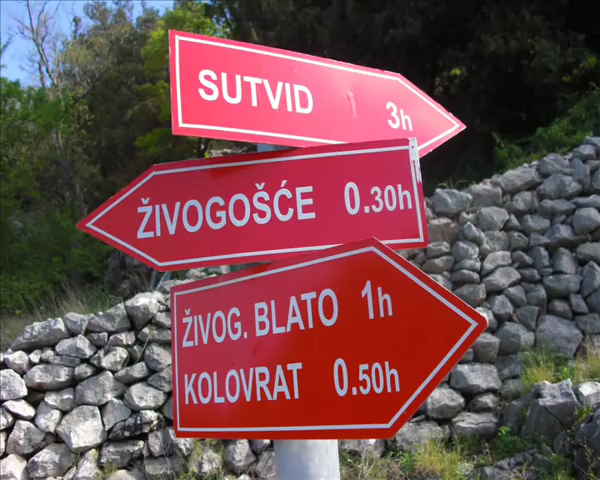 SUTVID 3h
ŽIVOGOŠĆE 0.30h
ŽIVOG. BLATO 1h
KOLOVRAT 0.50h